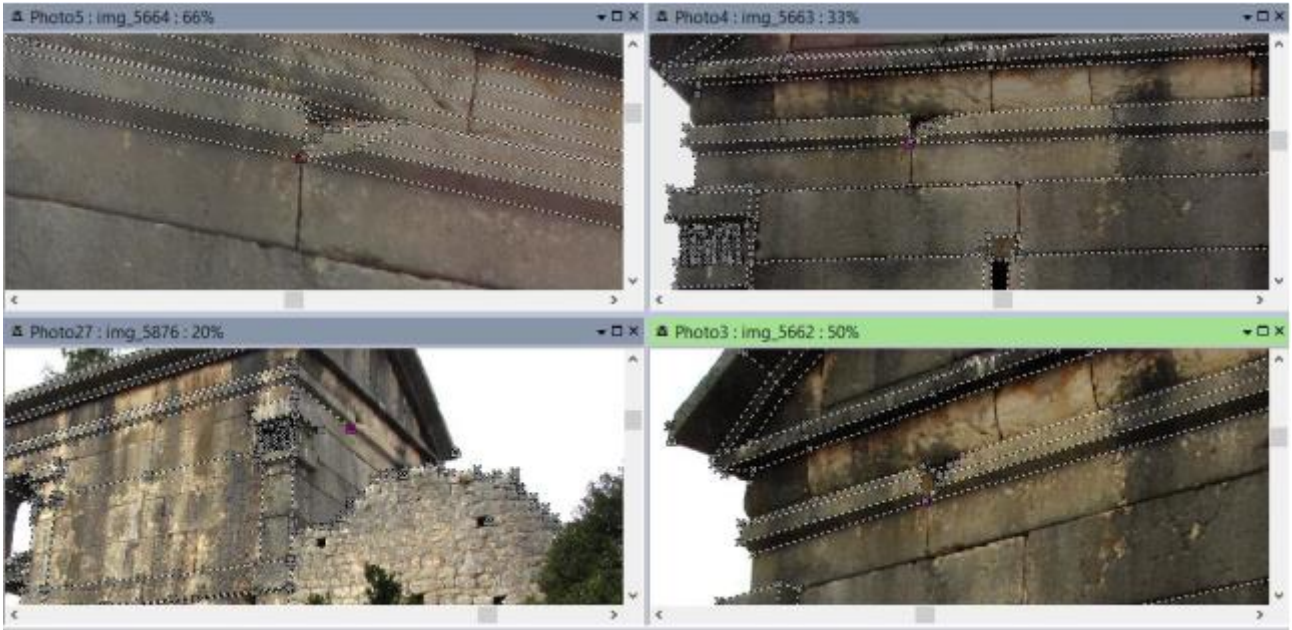 Photo5 : img_5664 : 66%
Photo4 : img_5663 : 33%
Photo27 : img_5876 : 20%
Photo3 : img_5662 : 50%